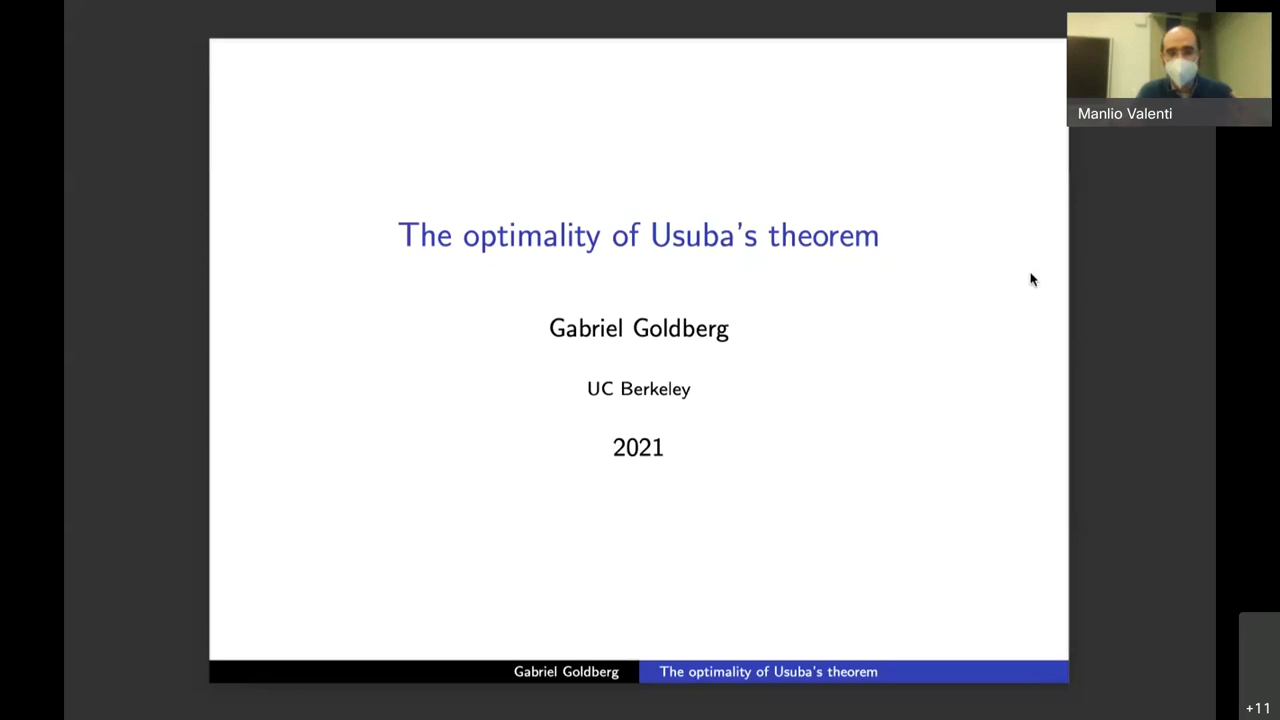 Manlio Valenti
The optimality of Usuba's theorem
Gabriel Goldberg
UC Berkeley
2021
Gabriel Goldberg
The optimality of Usuba's theorem
+11